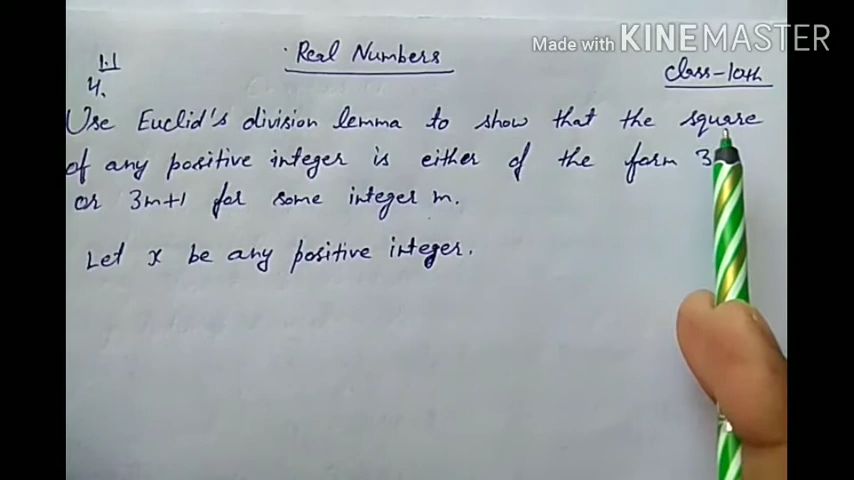 Made with KINEMASTER
1.1 Real Numbers
Class-10th
4.
Use Euclid's division lemma to show that the square
of any positive integer is either of the form 3
or 3m+1 for some integer m.
Let x be any positive integer.